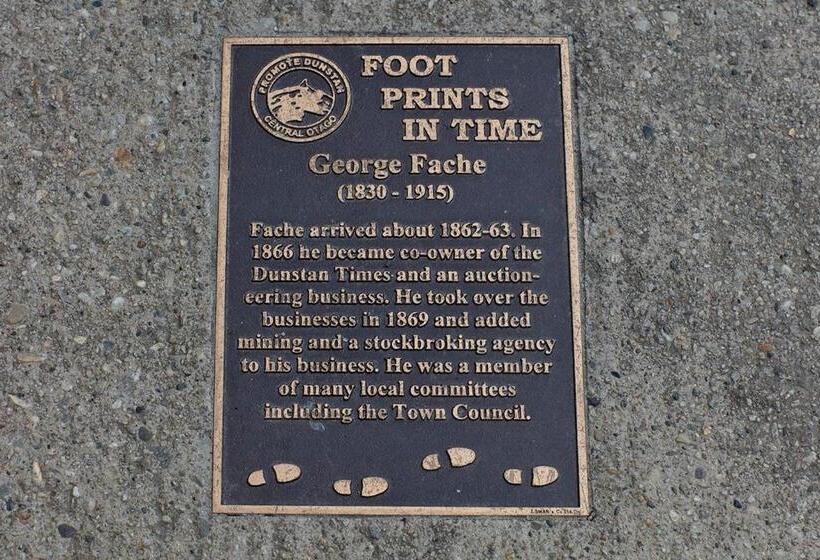 PROMOTE DUNSTAN
CENTRAL OTAGO
FOOT
PRINTS
IN TIME
George Fache
(1830 - 1915)
Fache arrived about 1862-63. In
1866 he became co-owner of the
Dunstan Times and an auction-
eering business. He took over the
businesses in 1869 and added
mining and a stockbroking agency
to his business. He was a member
of many local committees
including the Town Council.